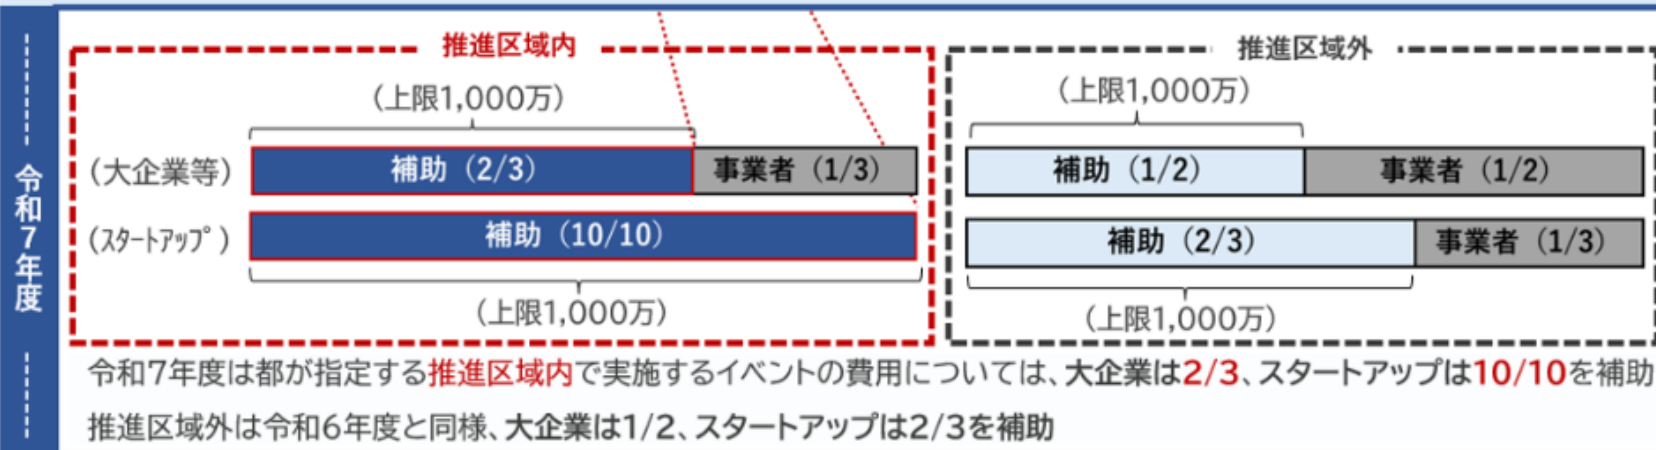 令和7年度
推進区域内
(上限1,000万)
(大企業等)
補助（2/3）
事業者（1/3）
(ｽﾀｰﾄｱｯﾌﾟ)
補助（10/10）
(上限1,000万)
推進区域外
(上限1,000万)
補助（1/2）
事業者（1/2）
補助（2/3）
事業者（1/3）
(上限1,000万)
令和7年度は都が指定する推進区域内で実施するイベントの費用については、大企業は2/3、スタートアップは10/10を補助
推進区域外は令和6年度と同様、大企業は1/2、スタートアップは2/3を補助